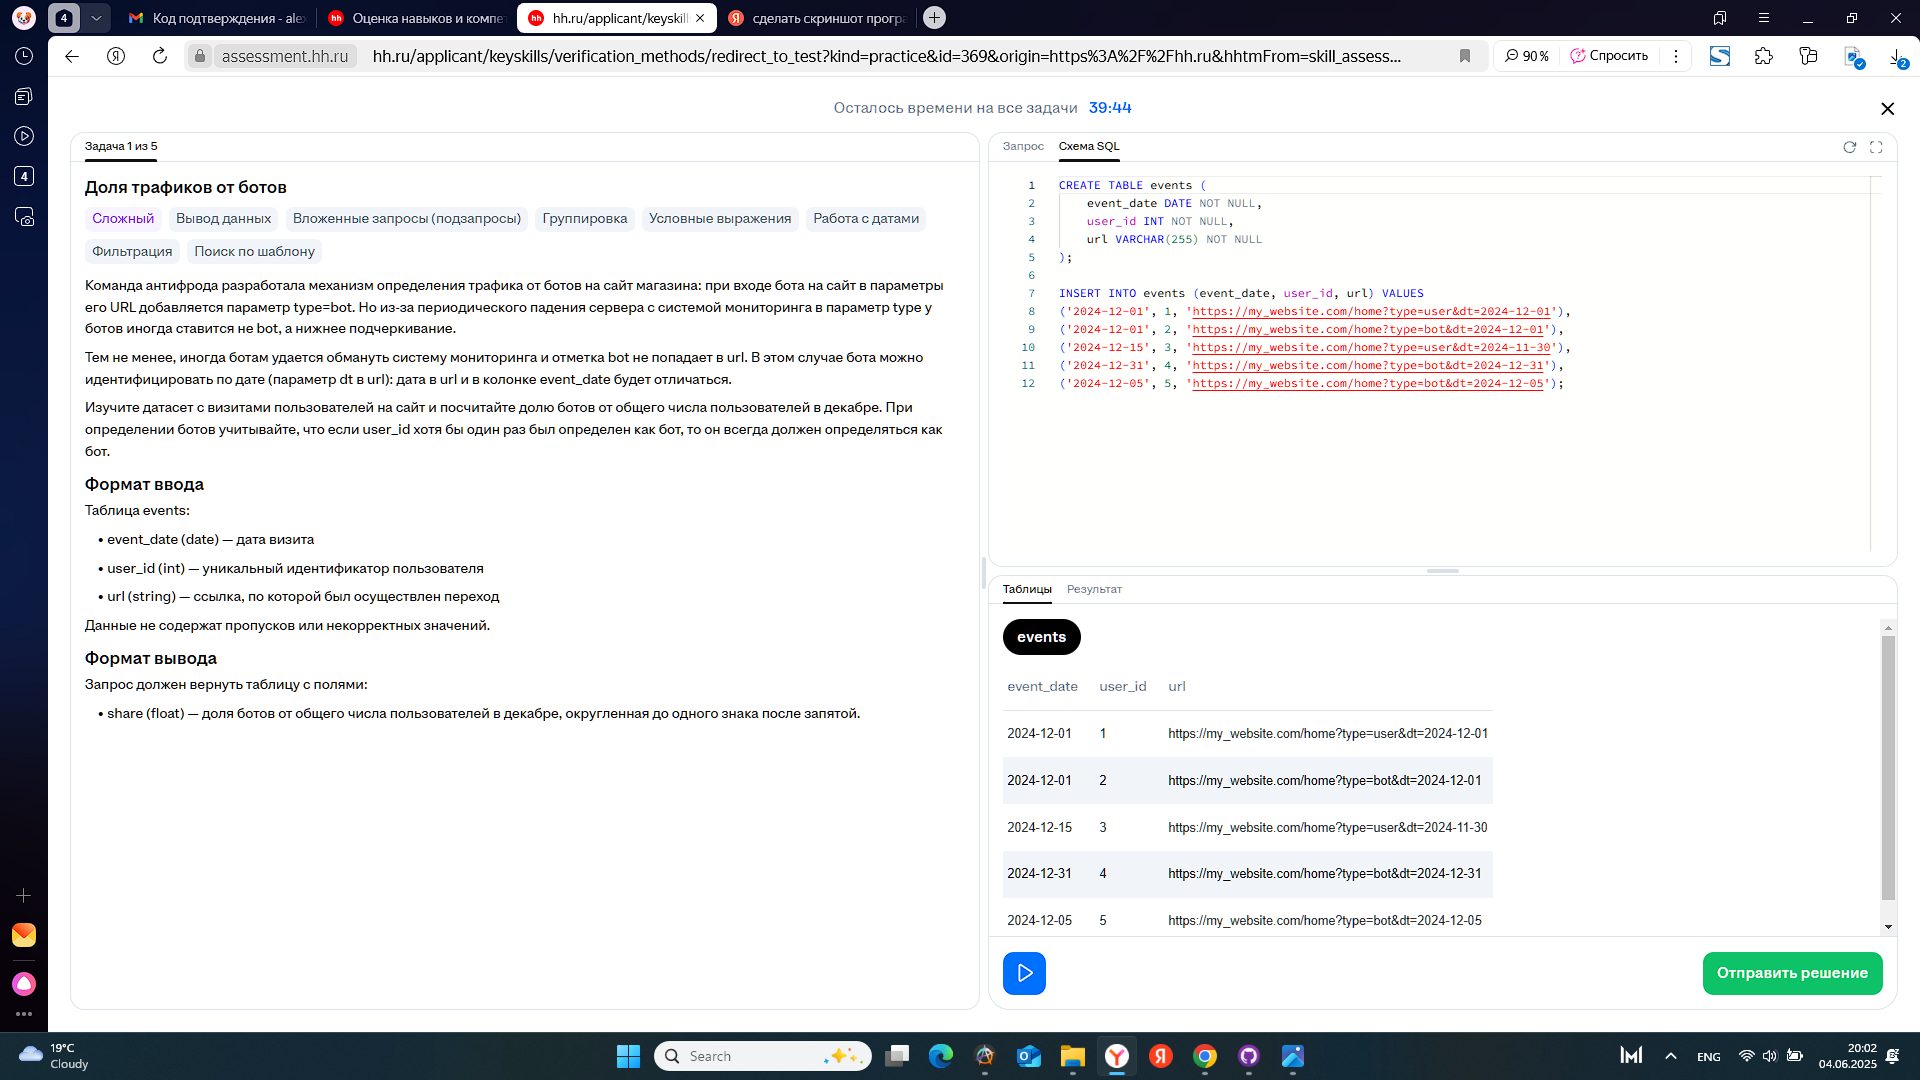 4
Код подтверждения - ale
Оценка навыков и компе
hh.ru/applicant/keyskill
сделать скриншот прогр
assessment.hh.ru
hh.ru/applicant/keyskills/verification_methods/redirect_to_test?kind=practice&id=369&origin=https%3A%2F%2Fhh.ru&hhtmFrom=skill_assess...
90 %
Спросить
2
4
Осталось времени на все задачи 39:44
Задача 1 из 5
Доля трафиков от ботов
Сложный
Вывод данных
Вложенные запросы (подзапросы)
Группировка
Условные выражения
Работа с датами
Фильтрация
Поиск по шаблону
Команда антифрода разработала механизм определения трафика от ботов на сайт магазина: при входе бота на сайт в параметры
его URL добавляется параметр type=bot. Но из-за периодического падения сервера с системой мониторинга в параметр type у
ботов иногда ставится не bot, а нижнее подчеркивание.
Тем не менее, иногда ботам удается обмануть систему мониторинга и отметка bot не попадает в url. В этом случае бота можно
идентифицировать по дате (параметр dt в url): дата в url и в колонке event_date будет отличаться.
Изучите датасет с визитами пользователей на сайт и посчитайте долю ботов от общего числа пользователей в декабре. При
определении ботов учитывайте, что если user_id хотя бы один раз был определен как бот, то он всегда должен определяться как
бот.
Формат ввода
Таблица events:
• event_date (date) — дата визита
• user_id (int) — уникальный идентификатор пользователя
• url (string) — ссылка, по которой был осуществлен переход
Данные не содержат пропусков или некорректных значений.
Формат вывода
Запрос должен вернуть таблицу с полями:
• share (float) — доля ботов от общего числа пользователей в декабре, округленная до одного знака после запятой.
Запрос
Схема SQL
1 CREATE TABLE events (
2 event_date DATE NOT NULL,
3 user_id INT NOT NULL,
4 url VARCHAR(255) NOT NULL
5 );
6
7 INSERT INTO events (event_date, user_id, url) VALUES
8 ('2024-12-01', 1, 'https://my_website.com/home?type=user&dt=2024-12-01'),
9 ('2024-12-01', 2, 'https://my_website.com/home?type=bot&dt=2024-12-01'),
10 ('2024-12-15', 3, 'https://my_website.com/home?type=user&dt=2024-11-30'),
11 ('2024-12-31', 4, 'https://my_website.com/home?type=bot&dt=2024-12-31'),
12 ('2024-12-05', 5, 'https://my_website.com/home?type=bot&dt=2024-12-05');
Таблицы
Результат
events
event_date user_id url
2024-12-01 1 https://my_website.com/home?type=user&dt=2024-12-01
2024-12-01 2 https://my_website.com/home?type=bot&dt=2024-12-01
2024-12-15 3 https://my_website.com/home?type=user&dt=2024-11-30
2024-12-31 4 https://my_website.com/home?type=bot&dt=2024-12-31
2024-12-05 5 https://my_website.com/home?type=bot&dt=2024-12-05
Отправить решение
19°C
Cloudy
Search
ENG
20:02
04.06.2025